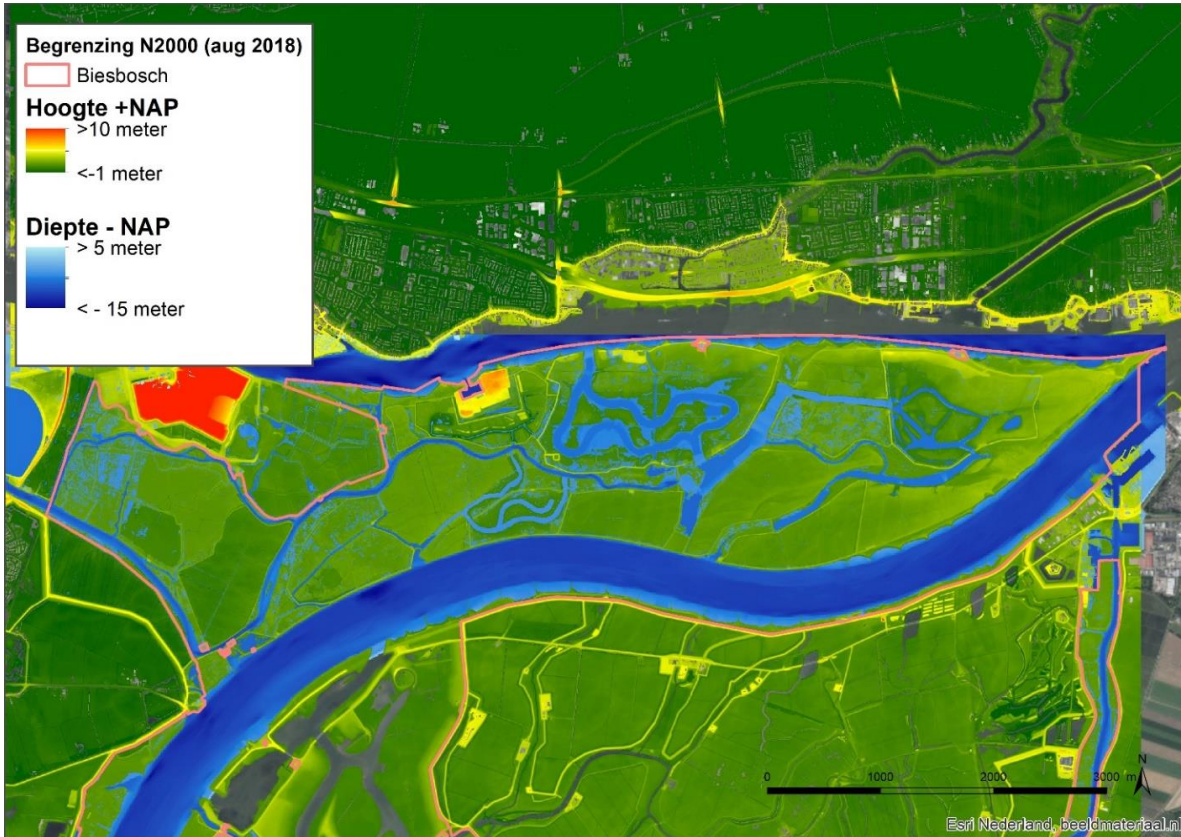 Begrenzing N2000 (aug 2018)
Biesbosch
Hoogte +NAP
>10 meter
<-1 meter
Diepte - NAP
> 5 meter
< - 15 meter
N
0 1000 2000 3000 m
Esri Nederland, beeldmateriaal.n